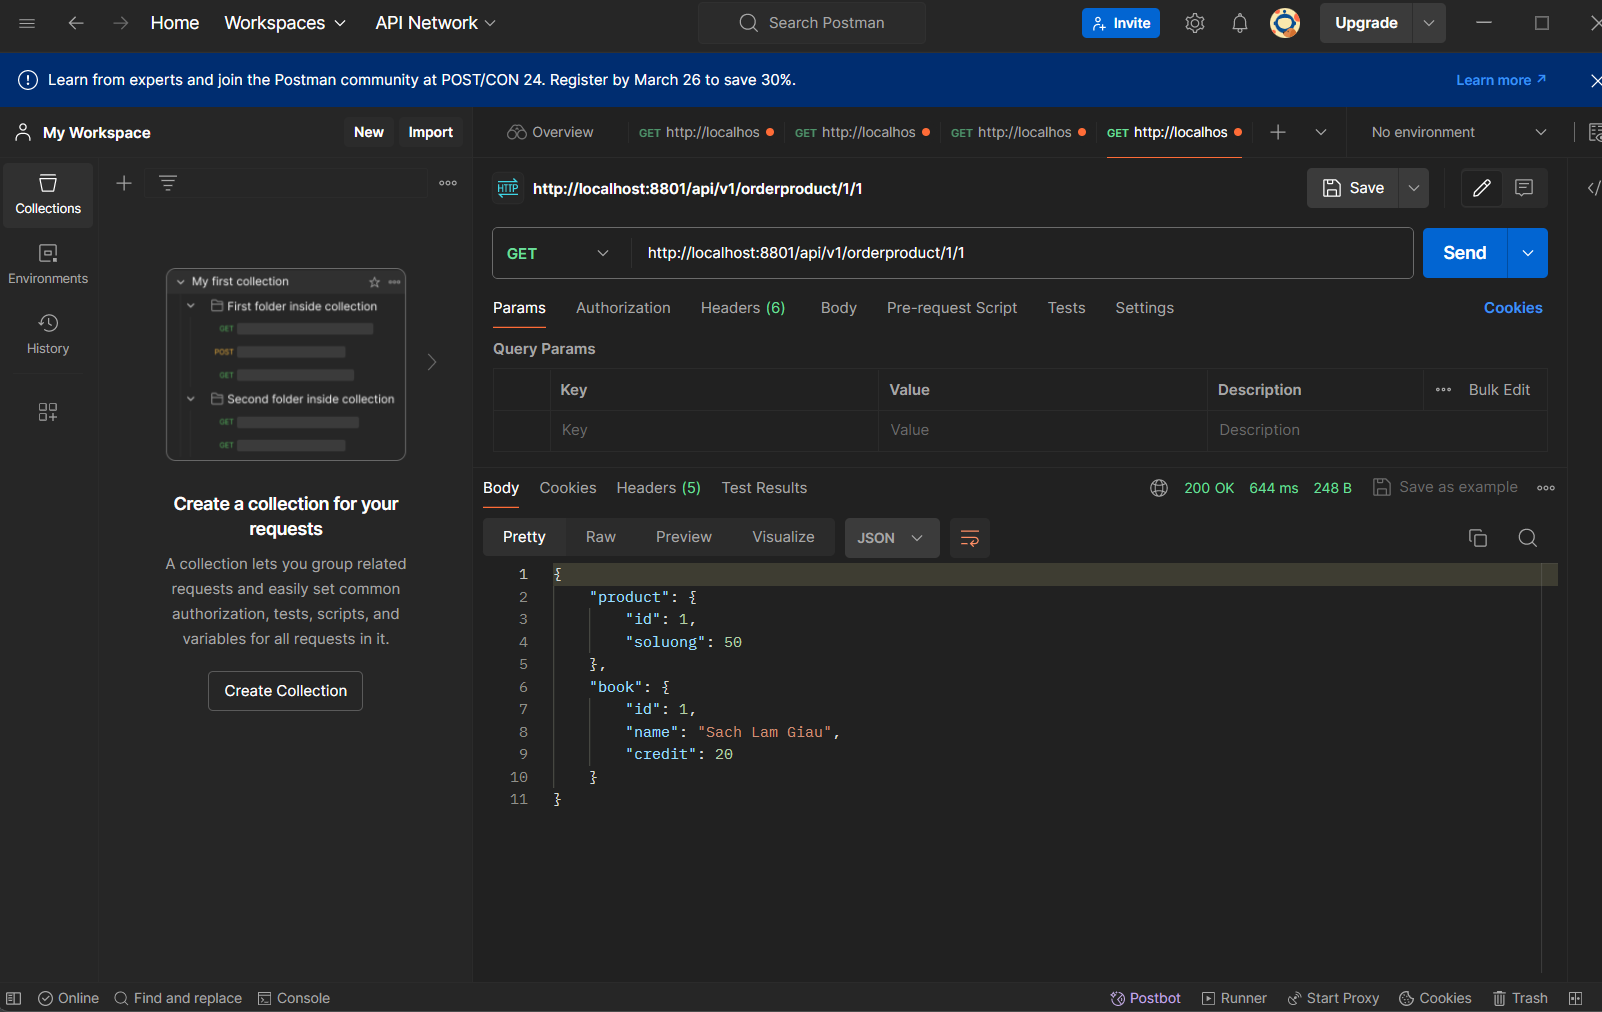 Home Workspaces API Network Search Postman Invite Upgrade
Learn from experts and join the Postman community at POST/CON 24. Register by March 26 to save 30%. Learn more
My Workspace New Import
Overview GET http://localhos GET http://localhos GET http://localhos GET http://localhos No environment
Collections
Environments
History
My first collection
First folder inside collection
GET
POST
GET
Second folder inside collection
GET
GET
Create a collection for your
requests
A collection lets you group related
requests and easily set common
authorization, tests, scripts, and
variables for all requests in it.
Create Collection
HTTP http://localhost:8801/api/v1/orderproduct/1/1 Save
GET http://localhost:8801/api/v1/orderproduct/1/1 Send
Params Authorization Headers (6) Body Pre-request Script Tests Settings Cookies
Query Params
Key Value Description Bulk Edit
Key Value Description
Body Cookies Headers (5) Test Results 200 OK 644 ms 248 B Save as example
Pretty Raw Preview Visualize JSON
1 {
2 "product": {
3 "id": 1,
4 "soluong": 50
5 },
6 "book": {
7 "id": 1,
8 "name": "Sach Lam Giau",
9 "credit": 20
10 }
11 }
Online Find and replace Console Postbot Runner Start Proxy Cookies Trash